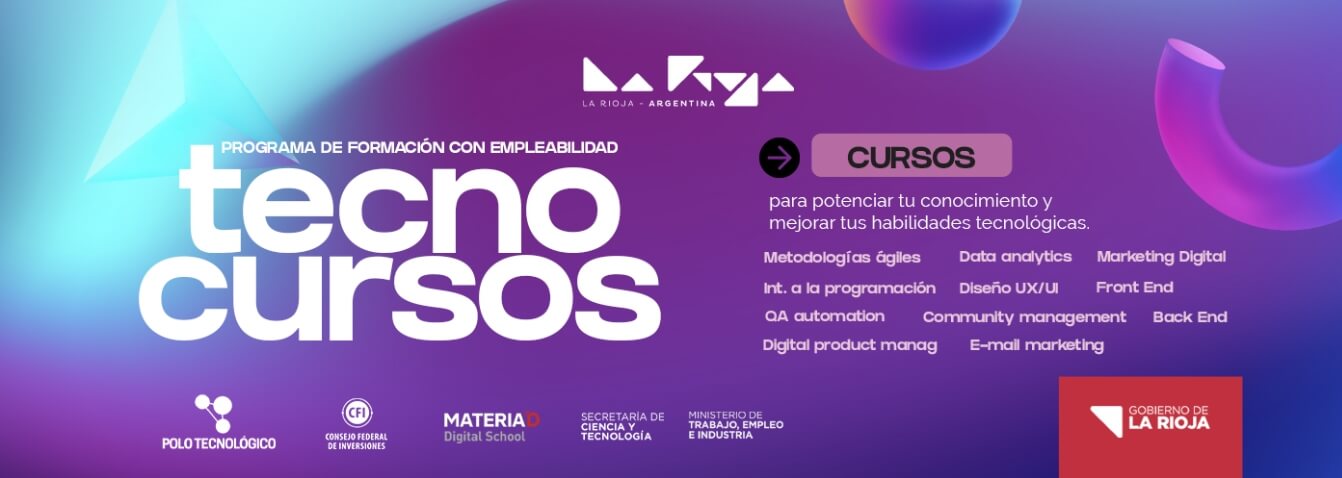 La Rioja
LA RIOJA - ARGENTINA
PROGRAMA DE FORMACIÓN CON EMPLEABILIDAD
tecno
cursos
CURSOS
para potenciar tu conocimiento y
mejorar tus habilidades tecnológicas.
Metodologías ágiles Data analytics Marketing Digital
Int. a la programación Diseño UX/UI Front End
QA automation Community management Back End
Digital product manag E-mail marketing
POLO TECNOLÓGICO
CFI
CONSEJO FEDERAL
DE INVERSIONES
MATERIA D
Digital School
SECRETARÍA DE
CIENCIA Y
TECNOLOGÍA
MINISTERIO DE
TRABAJO, EMPLEO
E INDUSTRIA
GOBIERNO DE
LA RIOJA